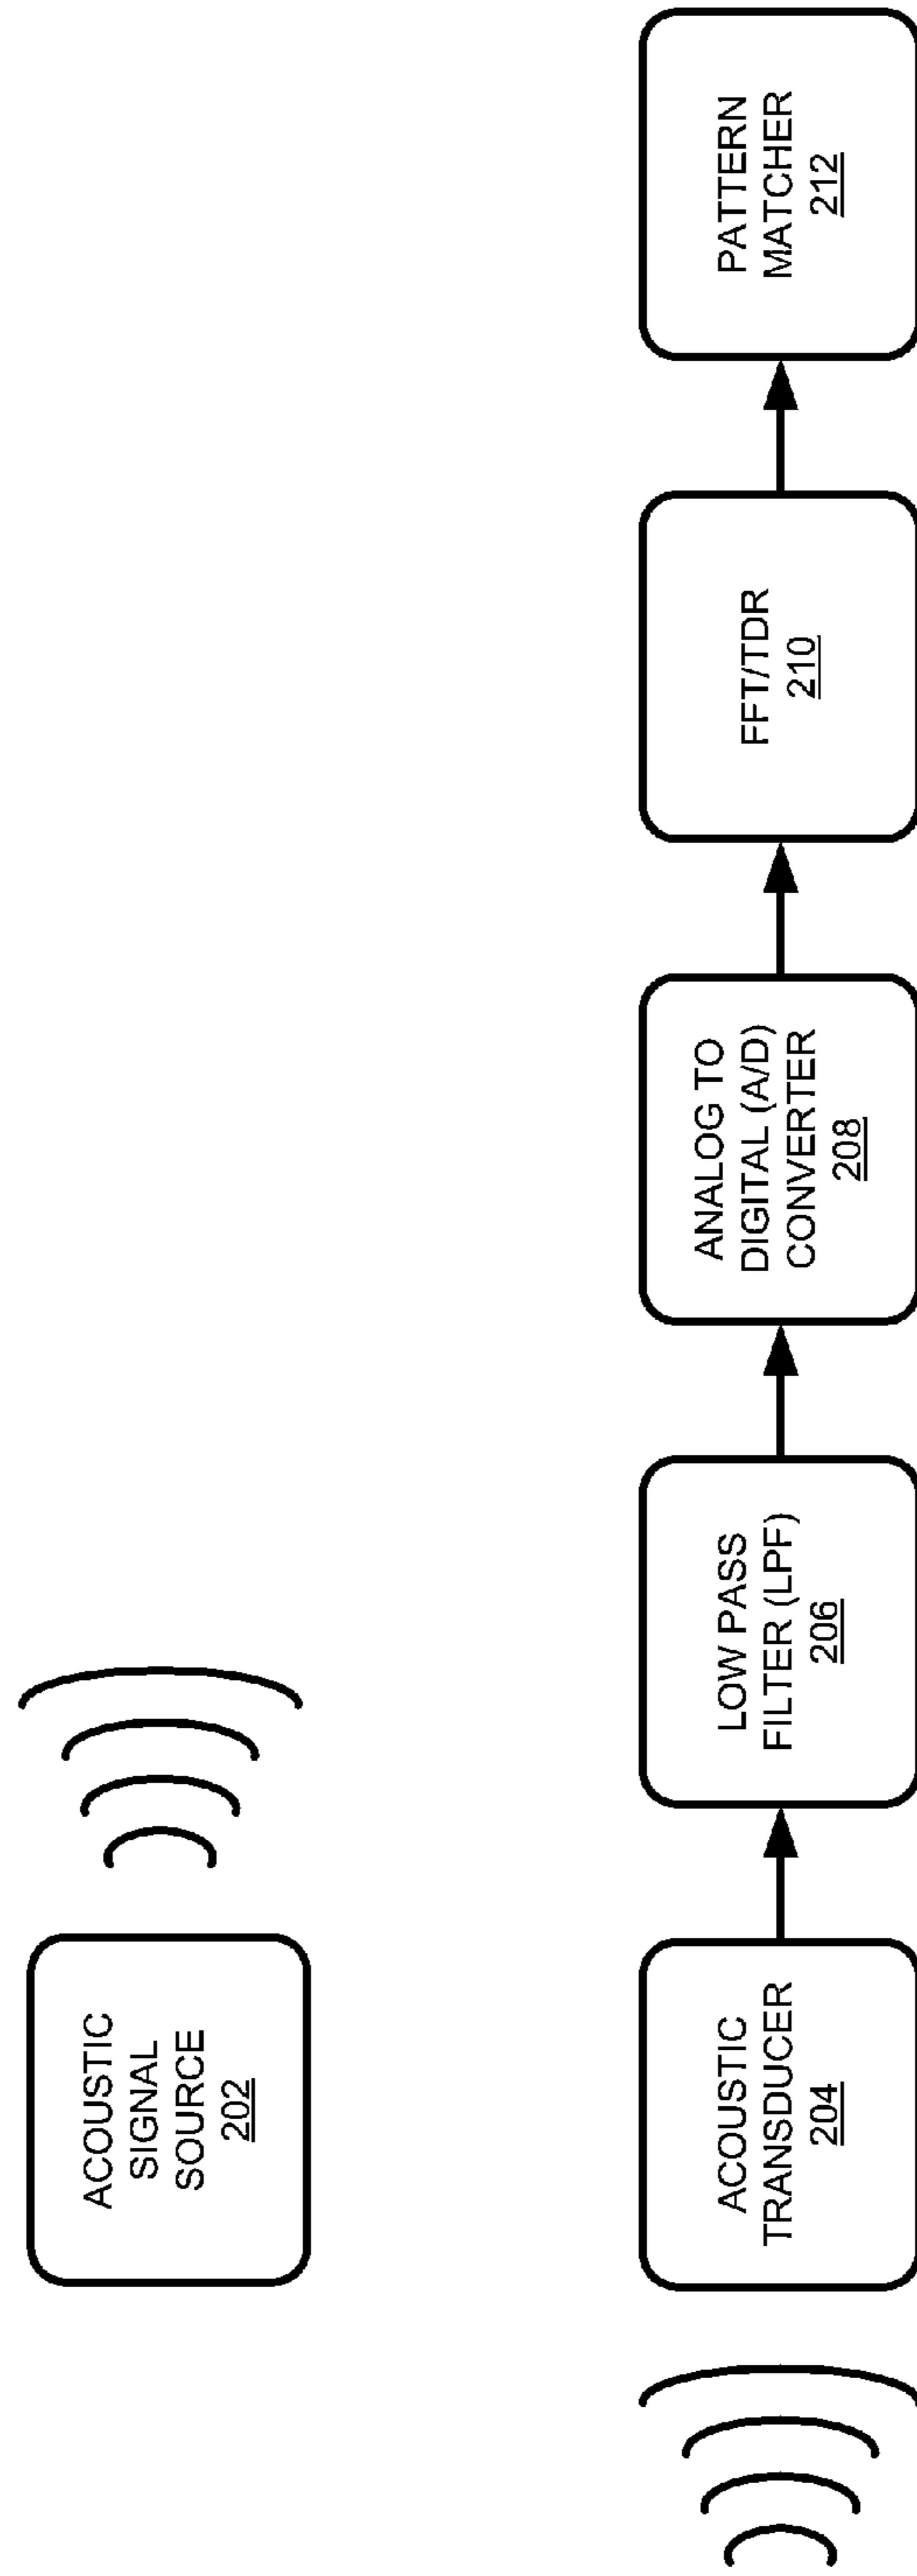 ACOUSTIC
SIGNAL
SOURCE
202
ACOUSTIC
TRANSDUCER
204
LOW PASS
FILTER (LPF)
206
ANALOG TO
DIGITAL (A/D)
CONVERTER
208
FFT/TDR
210
PATTERN
MATCHER
212